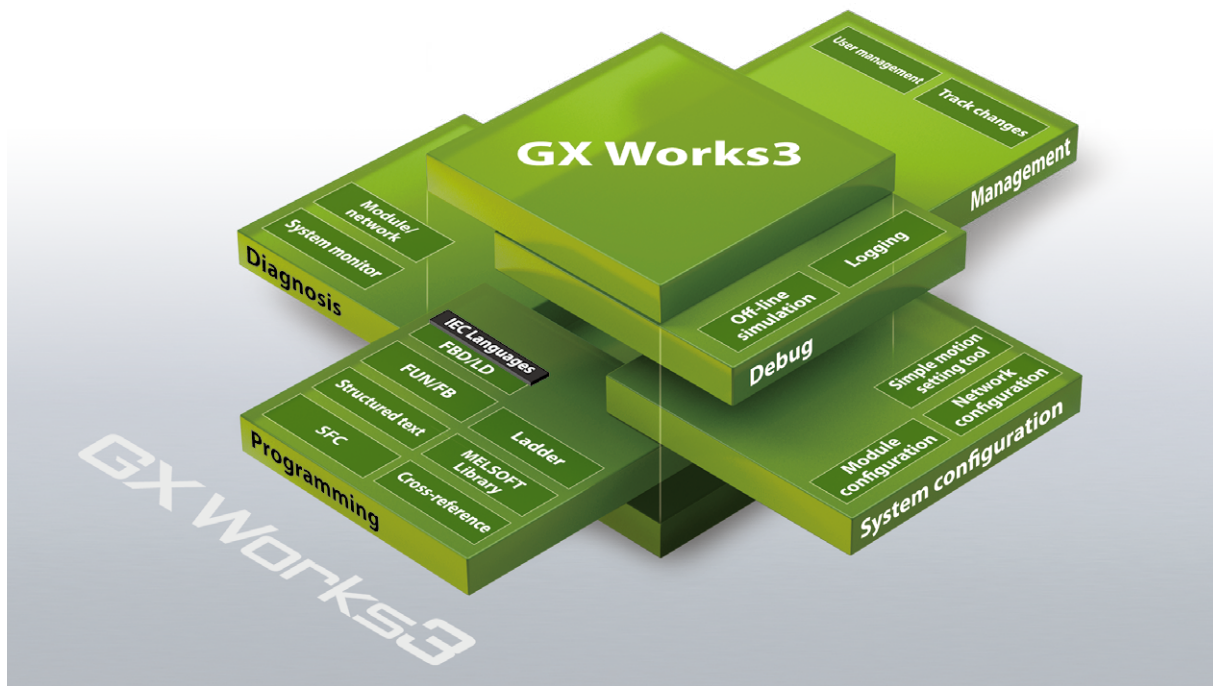 GX Works3
User management
Track changes
Management
Module/
network
System monitor
Diagnosis
Logging
Off-line
simulation
Debug
IEC Languages
FBD/LD
FUN/FB
Structured text
SFC
Ladder
MELSOFT
Library
Cross-reference
Programming
Simple motion
setting tool
Network
configuration
Module
configuration
System configuration
GX Works3